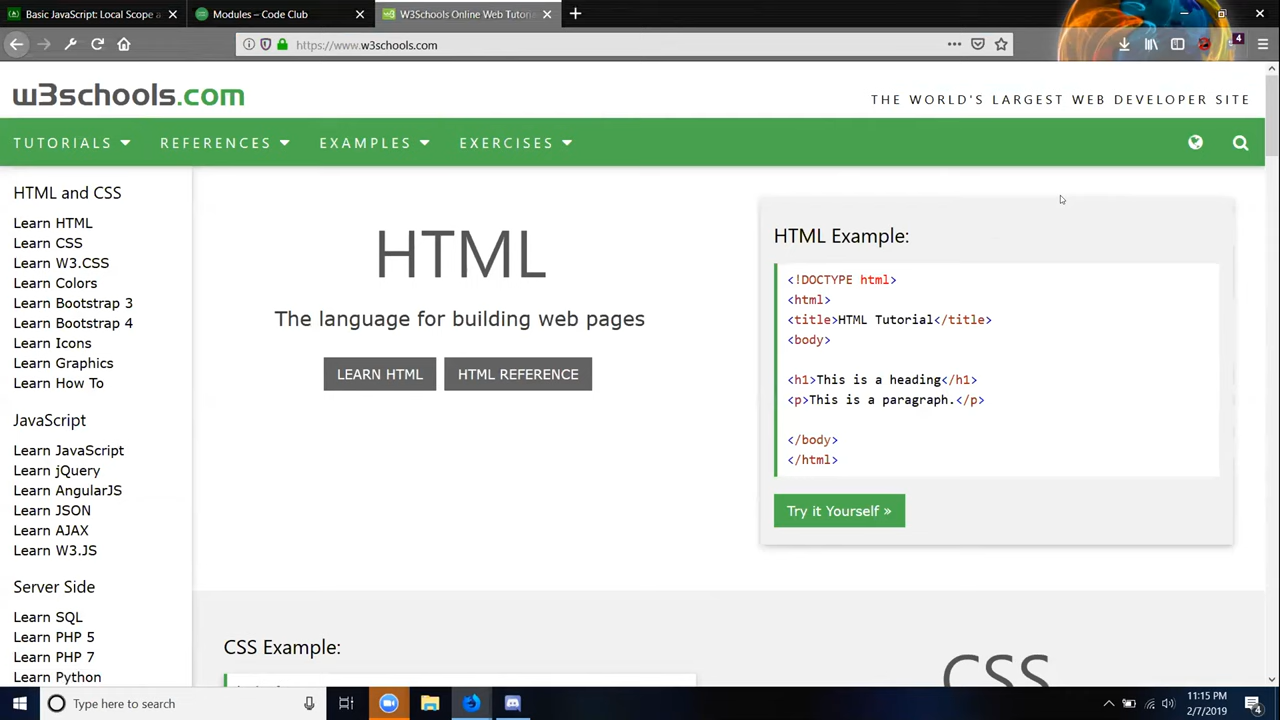 Basic JavaScript: Local Scope a
Modules – Code Club
W3Schools Online Web Tutoria
https://www.w3schools.com
4
w3schools.com
THE WORLD'S LARGEST WEB DEVELOPER SITE
TUTORIALS
REFERENCES
EXAMPLES
EXERCISES
HTML and CSS
Learn HTML
Learn CSS
Learn W3.CSS
Learn Colors
Learn Bootstrap 3
Learn Bootstrap 4
Learn Icons
Learn Graphics
Learn How To
JavaScript
Learn JavaScript
Learn jQuery
Learn AngularJS
Learn JSON
Learn AJAX
Learn W3.JS
Server Side
Learn SQL
Learn PHP 5
Learn PHP 7
Learn Python
HTML
The language for building web pages
LEARN HTML
HTML REFERENCE
HTML Example:
<!DOCTYPE html>
<html>
<title>HTML Tutorial</title>
<body>
<h1>This is a heading</h1>
<p>This is a paragraph.</p>
</body>
</html>
Try it Yourself »
CSS Example:
CSS
Type here to search
11:15 PM
2/7/2019
4